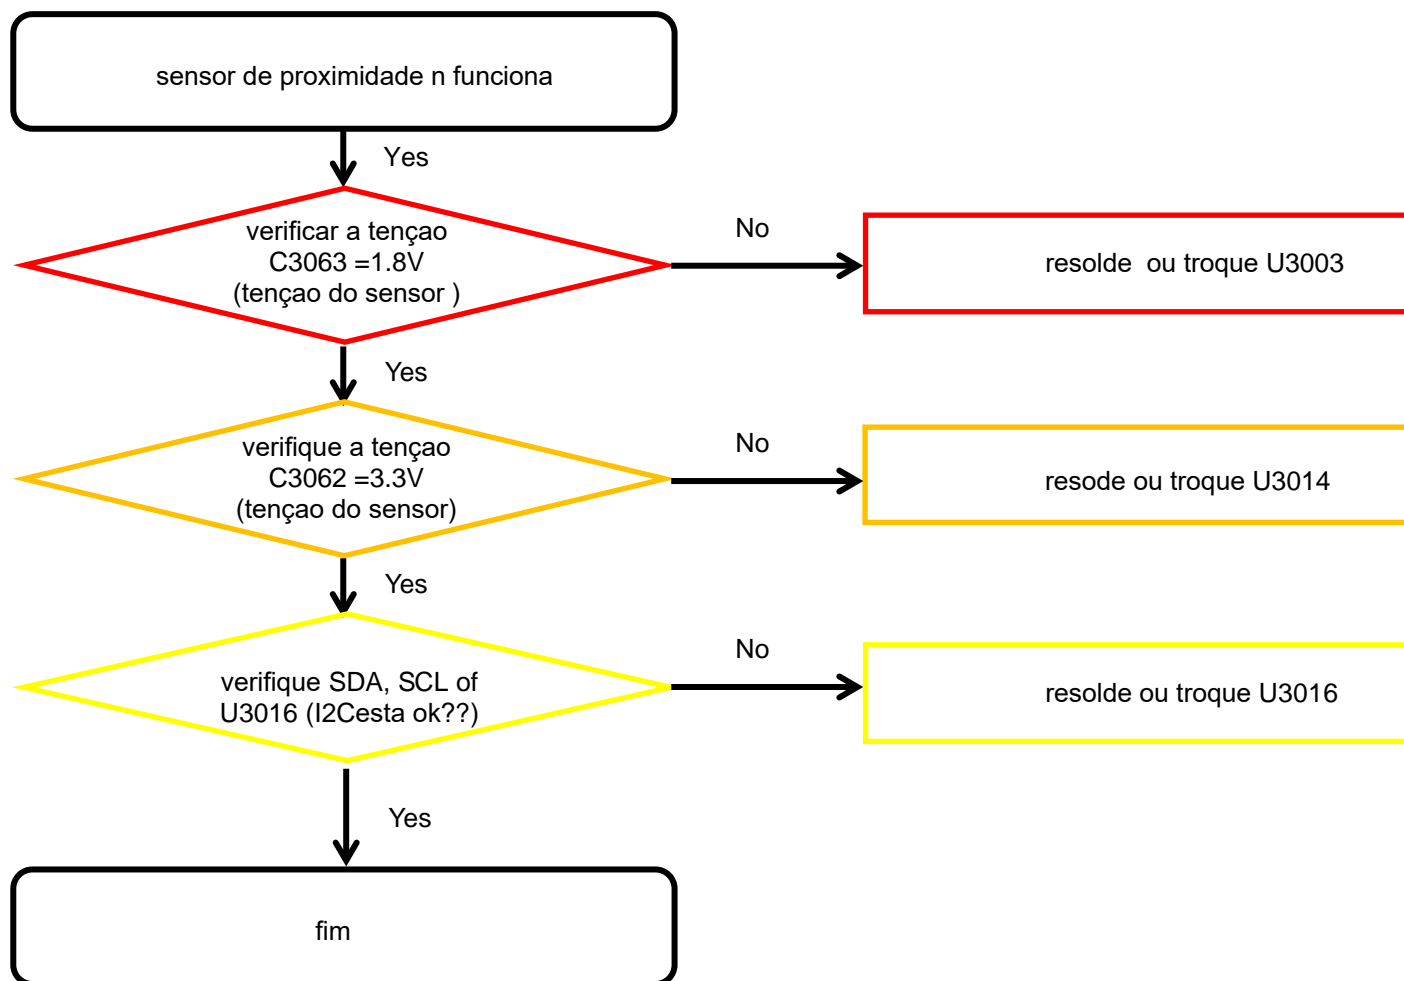 sensor de proximidade n funciona
Yes
verificar a tençao
C3063 =1.8V
(tençao do sensor )
No
resolde  ou troque U3003
Yes
verifique a tençao
C3062 =3.3V
(tençao do sensor)
No
resode ou troque U3014
Yes
verifique SDA, SCL of
U3016 (I2Cesta ok??)
No
resolde ou troque U3016
Yes
fim